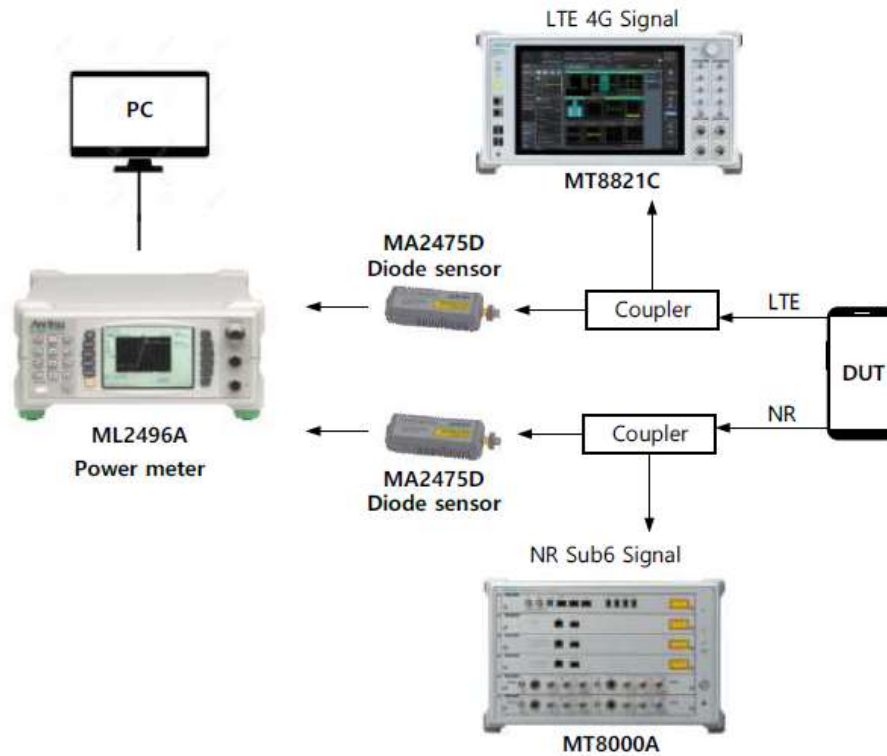 LTE 4G Signal
PC
MT8821C
MA2475D
Diode sensor
Coupler
LTE
Anritsu
DUT
NR
Coupler
ML2496A
Power meter
MA2475D
Diode sensor
NR Sub6 Signal
MT8000A